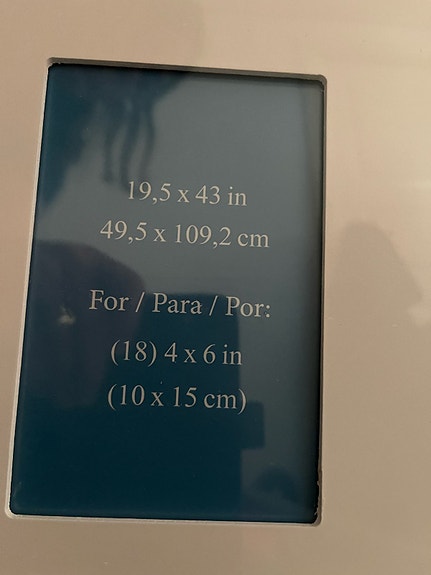 19,5 x 43 in
49,5 x 109,2 cm
For / Para / Por:
(18) 4 x 6 in
(10 x 15 cm)